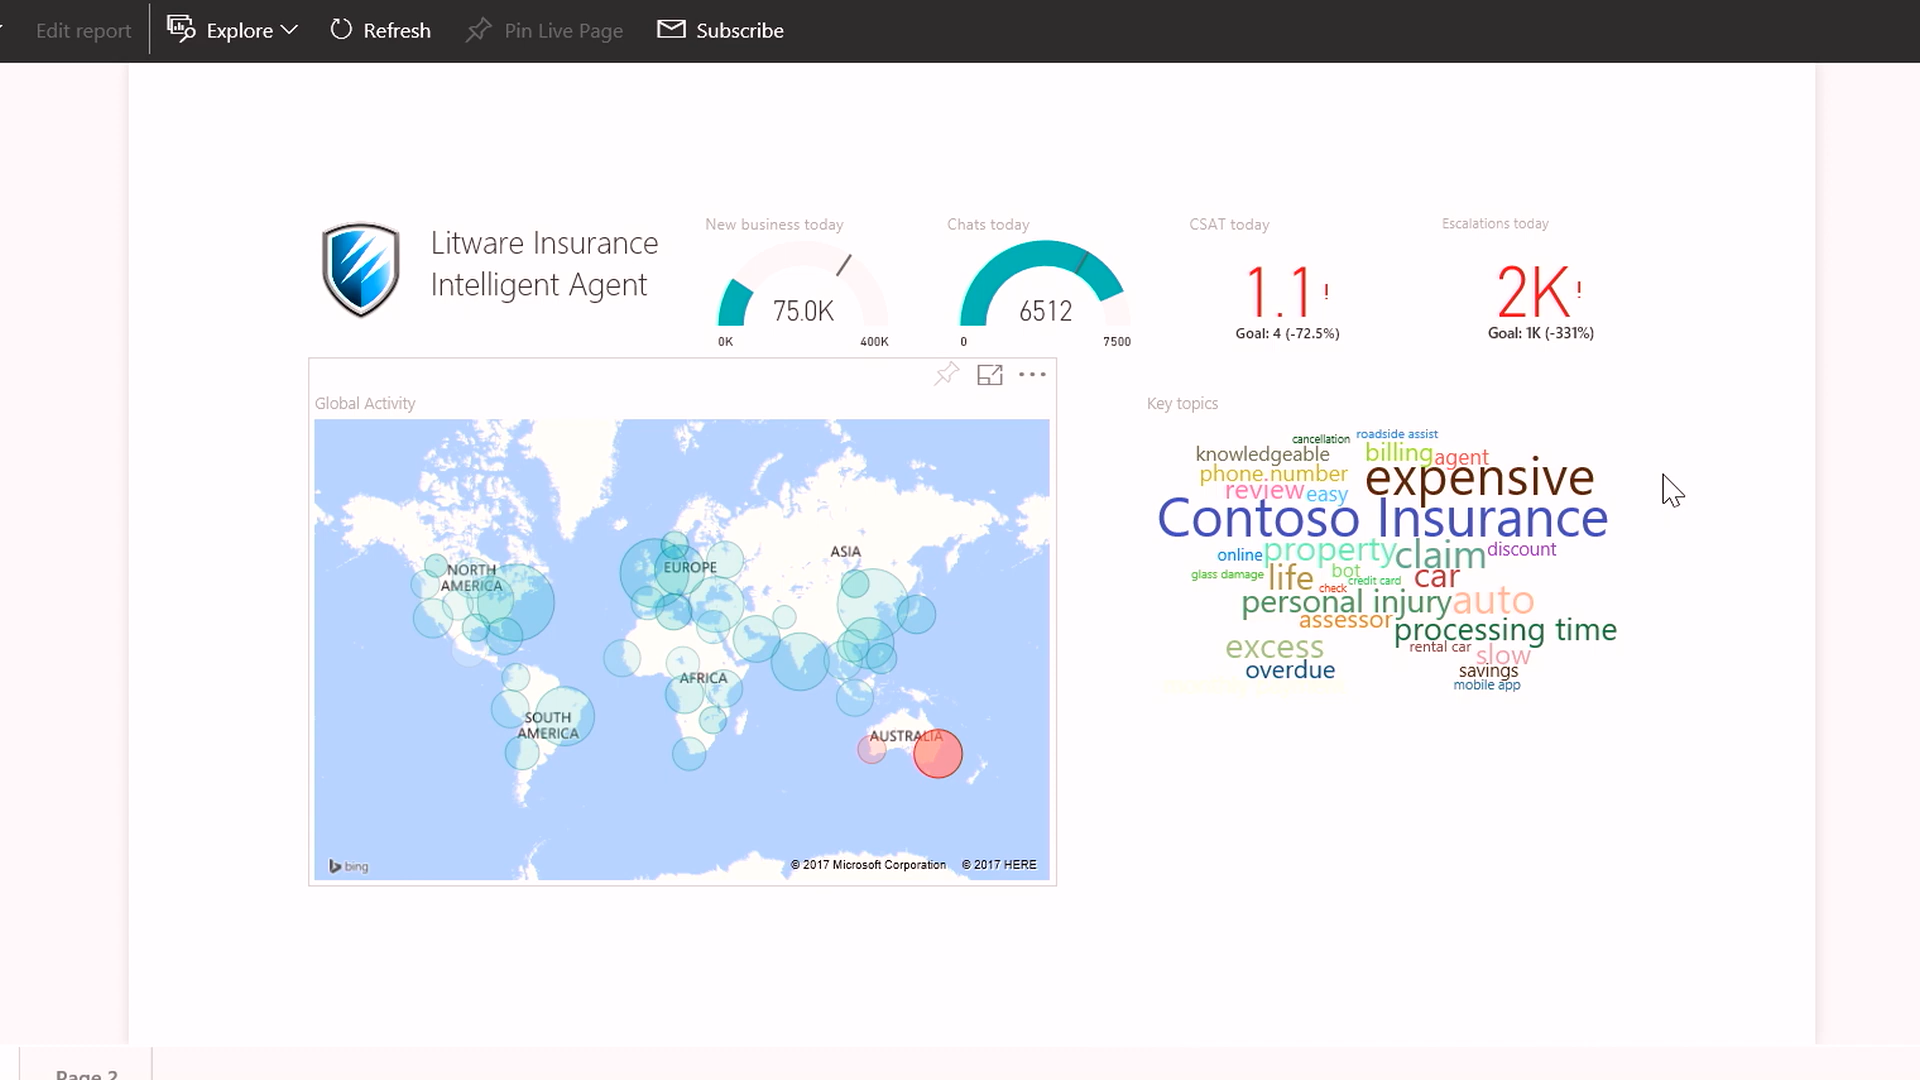 Edit report
Explore
Refresh
Pin Live Page
Subscribe
Litware Insurance
Intelligent Agent
New business today
75.0K
0K
400K
Chats today
6512
0
7500
CSAT today
1.1!
Goal: 4 (-72.5%)
Escalations today
2K!
Goal: 1K (-331%)
Global Activity
NORTH
AMERICA
EUROPE
ASIA
AFRICA
SOUTH
AMERICA
AUSTRALIA
bing
© 2017 Microsoft Corporation © 2017 HERE
Key topics
cancellation
roadside assist
knowledgeable
billing
agent
phone.number
expensive
review
easy
Contoso Insurance
online
property
claim
discount
glass damage
life
bot
check
credit card
car
personal injury
auto
assessor
processing time
excess
rental car
slow
overdue
savings
mobile app
Page 2